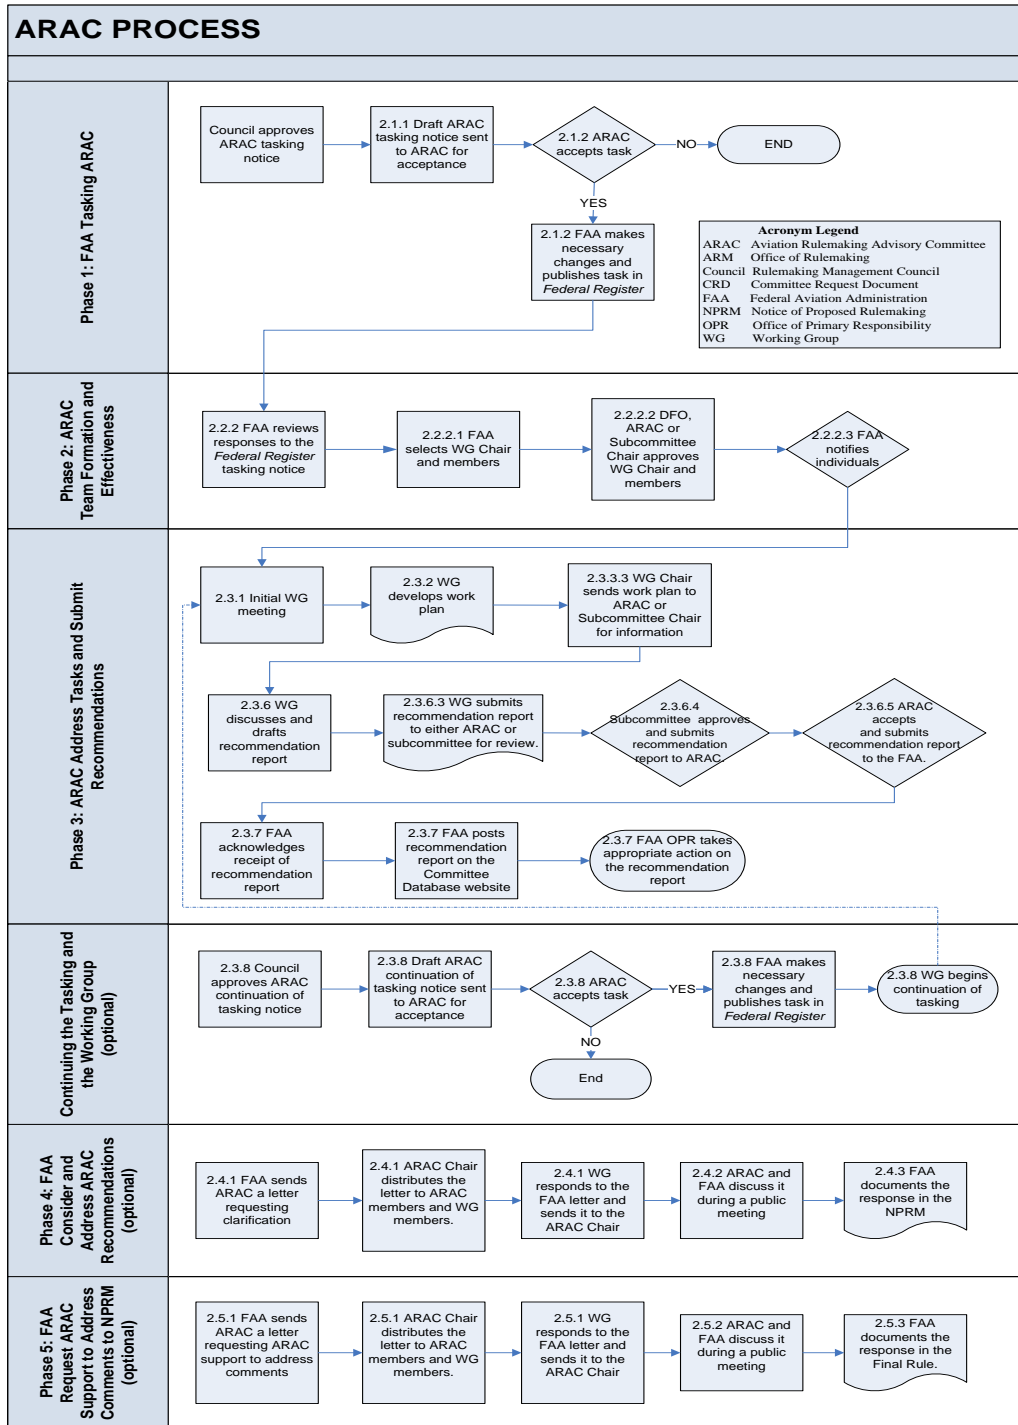 ARAC PROCESS
Phase 1: FAA Tasking ARAC
Council approves
ARAC tasking
notice
2.1.1 Draft ARAC
tasking notice sent
to ARAC for
acceptance
2.1.2 ARAC
accepts task
NO
END
YES
2.1.2 FAA makes
necessary
changes and
publishes task in
Federal Register
Acronym Legend
ARAC Aviation Rulemaking Advisory Committee
ARM Office of Rulemaking
Council Rulemaking Management Council
CRD Committee Request Document
FAA Federal Aviation Administration
NPRM Notice of Proposed Rulemaking
OPR Office of Primary Responsibility
WG Working Group
Phase 2: ARAC
Team Formation and
Effectiveness
2.2.2 FAA reviews
responses to the
Federal Register
tasking notice
2.2.2.1 FAA
selects WG Chair
and members
2.2.2.2 DFO,
ARAC or
Subcommittee
Chair approves
WG Chair and
members
2.2.2.3 FAA
notifies
individuals
Phase 3: ARAC Address Tasks and Submit
Recommendations
2.3.1 Initial WG
meeting
2.3.2 WG
develops work
plan
2.3.3.3 WG Chair
sends work plan to
ARAC or
Subcommittee Chair
for information
2.3.6 WG
discusses and
drafts
recommendation
report
2.3.6.3 WG submits
recommendation report
to either ARAC or
subcommittee for review.
2.3.6.4
Subcommittee approves
and submits
recommendation
report to ARAC.
2.3.6.5 ARAC
accepts
and submits
recommendation report
to the FAA.
2.3.7 FAA
acknowledges
receipt of
recommendation
report
2.3.7 FAA posts
recommendation
report on the
Committee
Database website
2.3.7 FAA OPR takes
appropriate action on
the recommendation
report
Continuing the Tasking and
the Working Group
(optional)
2.3.8 Council
approves ARAC
continuation of
tasking notice
2.3.8 Draft ARAC
continuation of
tasking notice sent
to ARAC for
acceptance
2.3.8 ARAC
accepts task
YES
2.3.8 FAA makes
necessary
changes and
publishes task in
Federal Register
2.3.8 WG begins
continuation of
tasking
NO
End
Phase 4: FAA
Consider and
Address ARAC
Recommendations
(optional)
2.4.1 FAA sends
ARAC a letter
requesting
clarification
2.4.1 ARAC Chair
distributes the
letter to ARAC
members and WG
members.
2.4.1 WG
responds to the
FAA letter and
sends it to the
ARAC Chair
2.4.2 ARAC and
FAA discuss it
during a public
meeting
2.4.3 FAA
documents the
response in the
NPRM
Phase 5: FAA
Request ARAC
Support to Address
Comments to NPRM
(optional)
2.5.1 FAA sends
ARAC a letter
requesting ARAC
support to address
comments
2.5.1 ARAC Chair
distributes the
letter to ARAC
members and WG
members.
2.5.1 WG
responds to the
FAA letter and
sends it to the
ARAC Chair
2.5.2 ARAC and
FAA discuss it
during a public
meeting
2.5.3 FAA
documents the
response in the
Final Rule.